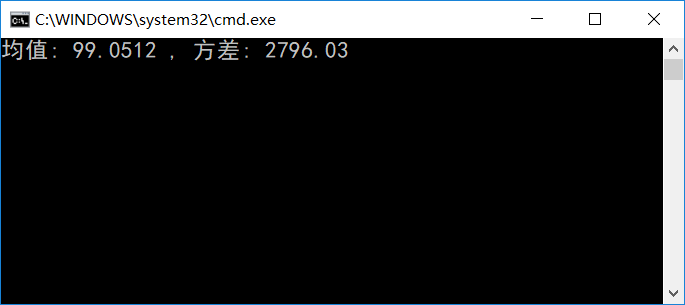 C:\WINDOWS\system32\cmd.exe
均值: 99.0512 , 方差: 2796.03